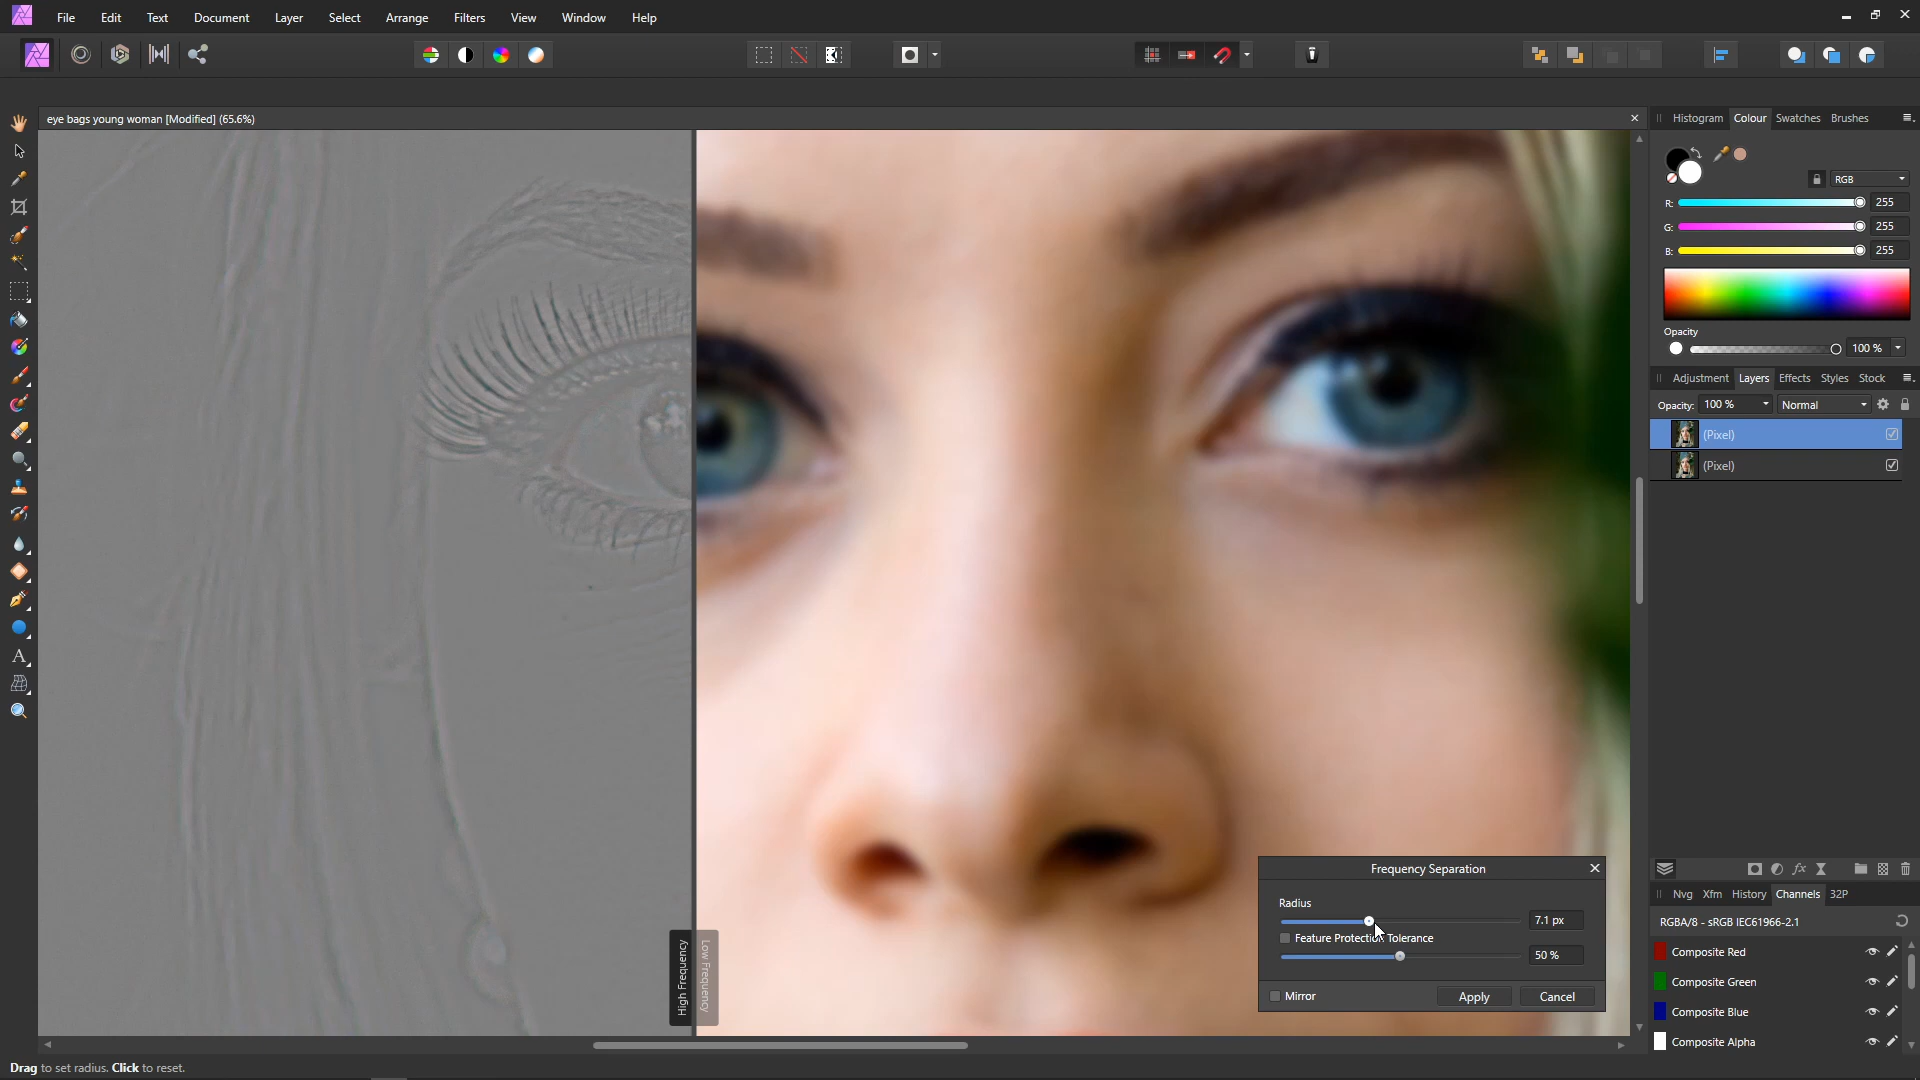 File Edit Text Document Layer Select Arrange Filters View Window Help
eye bags young woman [Modified] (65.6%)
Histogram Colour Swatches Brushes
RGB
R: 255
G: 255
B: 255
Opacity
100 %
Adjustment Layers Effects Styles Stock
Opacity: 100 % Normal
(Pixel)
(Pixel)
Frequency Separation
Radius
7.1 px
Feature Protection Tolerance
50 %
Mirror Apply Cancel
High Frequency
Low Frequency
Nvg Xfm History Channels 32P
RGBA/8 - sRGB IEC61966-2.1
Composite Red
Composite Green
Composite Blue
Composite Alpha
Drag to set radius. Click to reset.